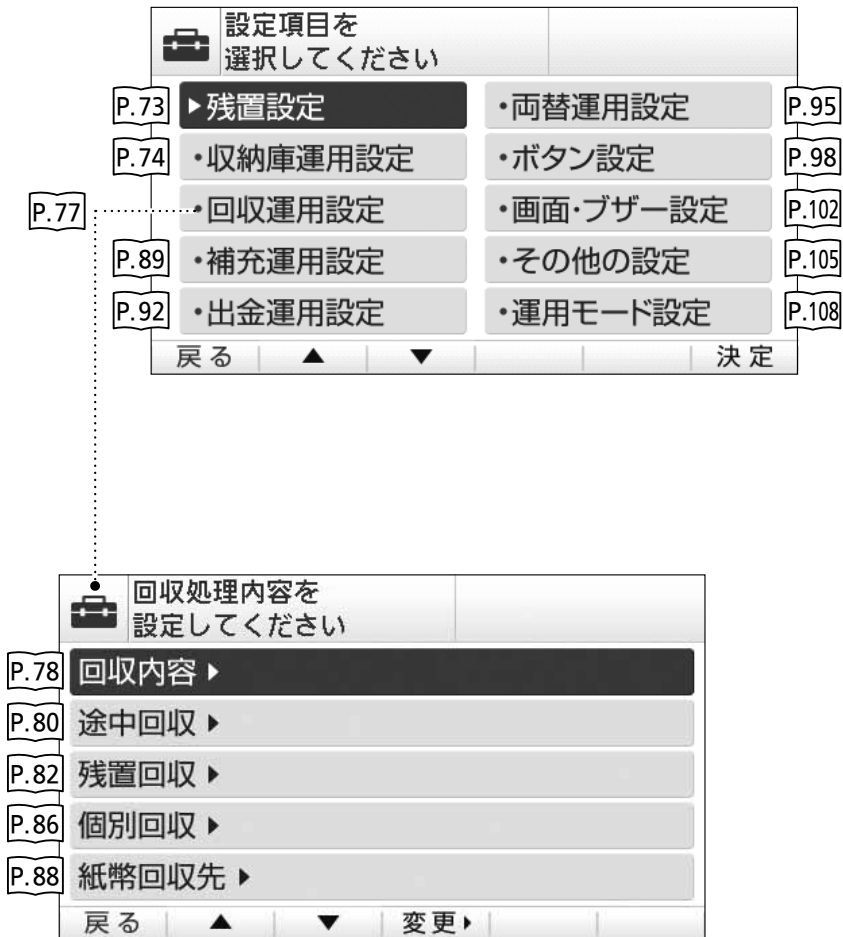 設定項目を
選択してください
P.73 ▶残置設定 ・両替運用設定 P.95
P.74 ・収納庫運用設定 ・ボタン設定 P.98
P.77 ・回収運用設定 ・画面・ブザー設定 P.102
P.89 ・補充運用設定 ・その他の設定 P.105
P.92 ・出金運用設定 ・運用モード設定 P.108
戻る ▲ ▼ 決定
回収処理内容を
設定してください
P.78 回収内容▶
P.80 途中回収▶
P.82 残置回収▶
P.86 個別回収▶
P.88 紙幣回収先▶
戻る ▲ ▼ 変更▶